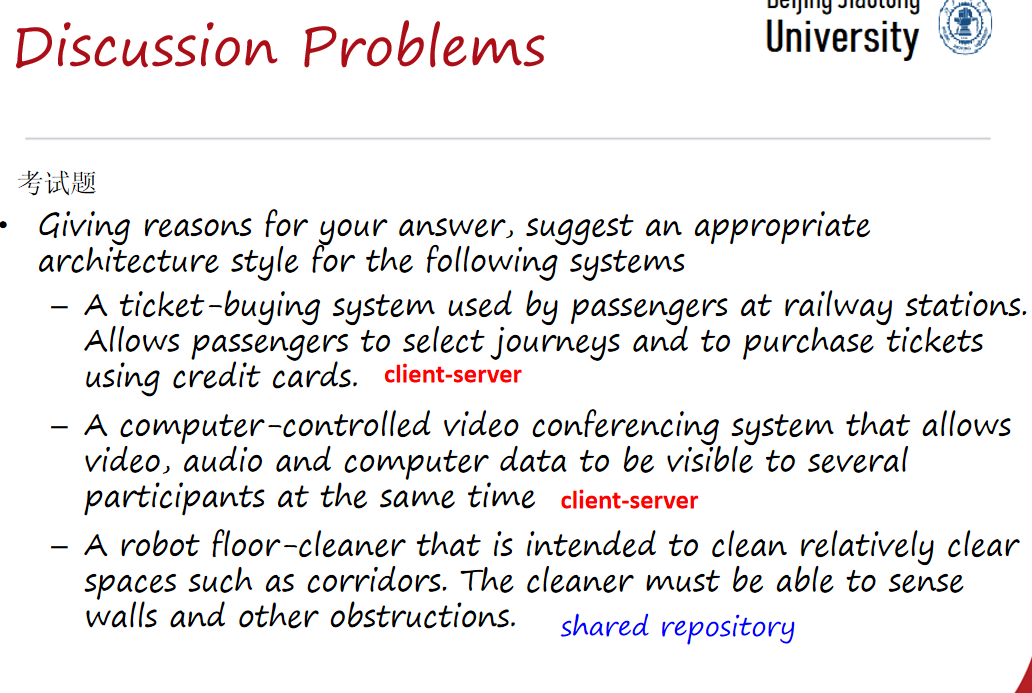 Discussion Problems
Beijing Jiaotong
University
考试题
• Giving reasons for your answer, suggest an appropriate
architecture style for the following systems
– A ticket-buying system used by passengers at railway stations.
Allows passengers to select journeys and to purchase tickets
using credit cards. client-server
– A computer-controlled video conferencing system that allows
video, audio and computer data to be visible to several
participants at the same time client-server
– A robot floor-cleaner that is intended to clean relatively clear
spaces such as corridors. The cleaner must be able to sense
walls and other obstructions. shared repository